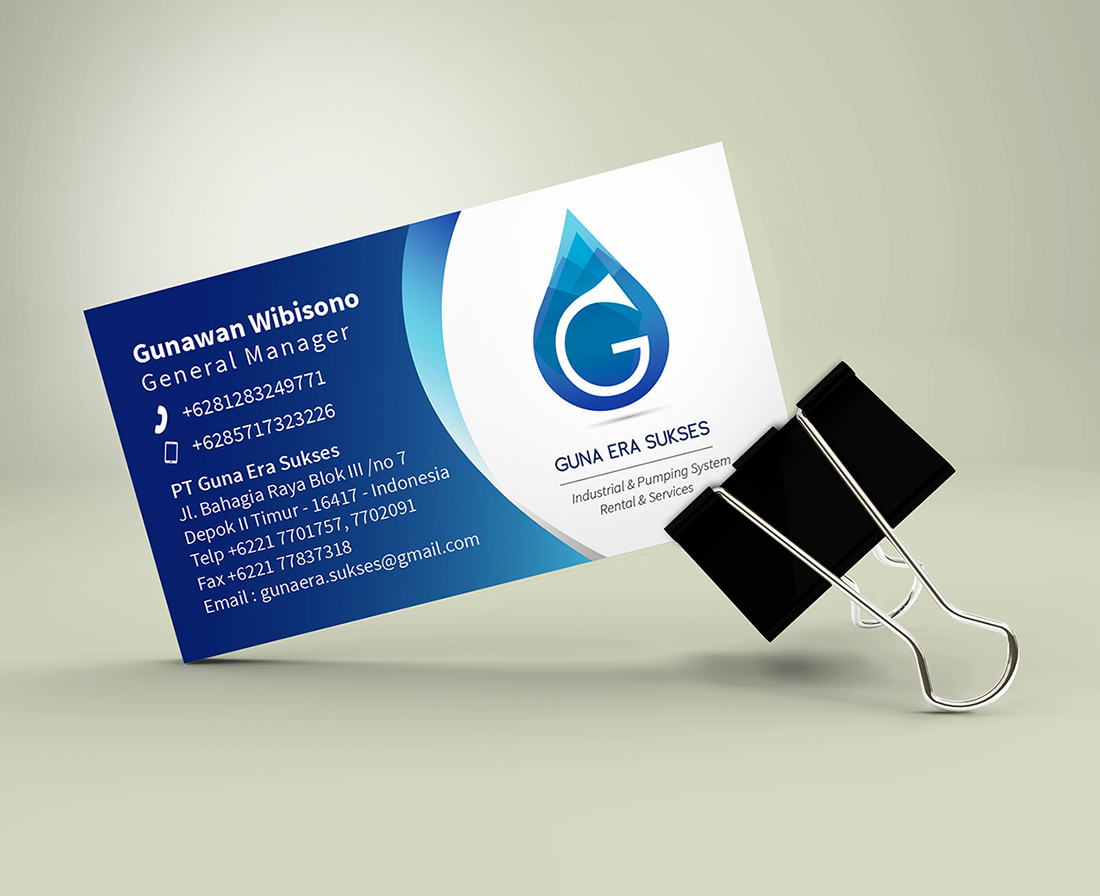 Gunawan Wibisono
General Manager
+6281283249771
+6285717323226
PT Guna Era Sukses
Jl. Bahagia Raya Blok III /no 7
Depok II Timur - 16417 - Indonesia
Telp +6221 7701757, 7702091
Fax +6221 77837318
Email : gunaera.sukses@gmail.com
G
GUNA ERA SUKSES
Industrial & Pumping System
Rental & Services